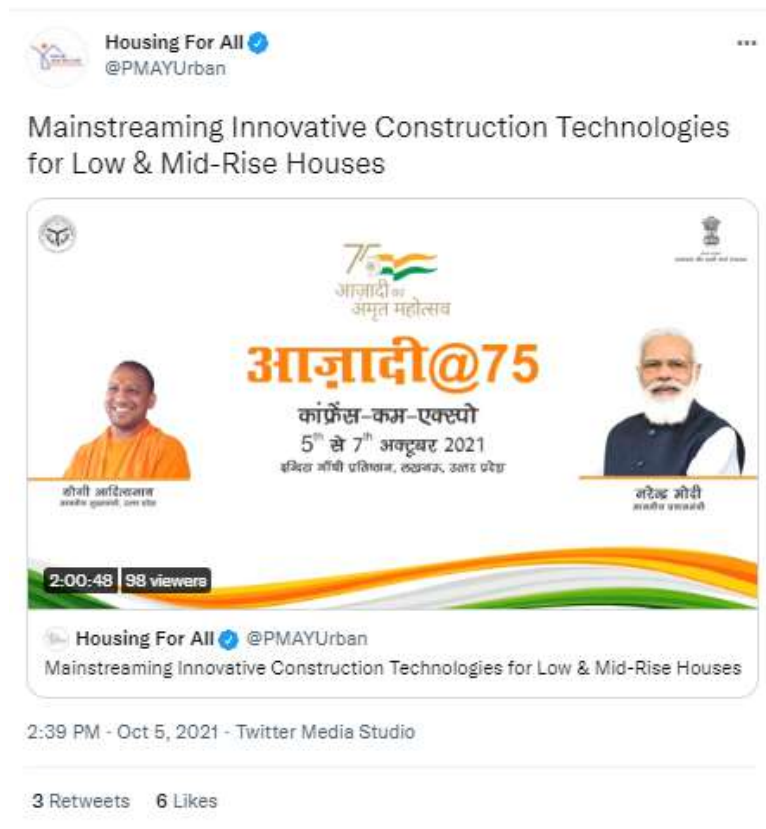 Housing For All
@PMAYUrban
Mainstreaming Innovative Construction Technologies
for Low & Mid-Rise Houses
75
आज़ादी का
अमृत महोत्सव
आज़ादी@75
कांफ्रेंस-कम-एक्स्पो
5th से 7th अक्टूबर 2021
इन्दिरा गाँधी प्रतिष्ठान, लखनऊ, उत्तर प्रदेश
योगी आदित्यनाथ
माननीय मुख्यमंत्री, उत्तर प्रदेश
नरेन्द्र मोदी
माननीय प्रधानमंत्री
2:00:48 98 viewers
Housing For All @PMAYUrban
Mainstreaming Innovative Construction Technologies for Low & Mid-Rise Houses
2:39 PM · Oct 5, 2021 · Twitter Media Studio
3 Retweets 6 Likes